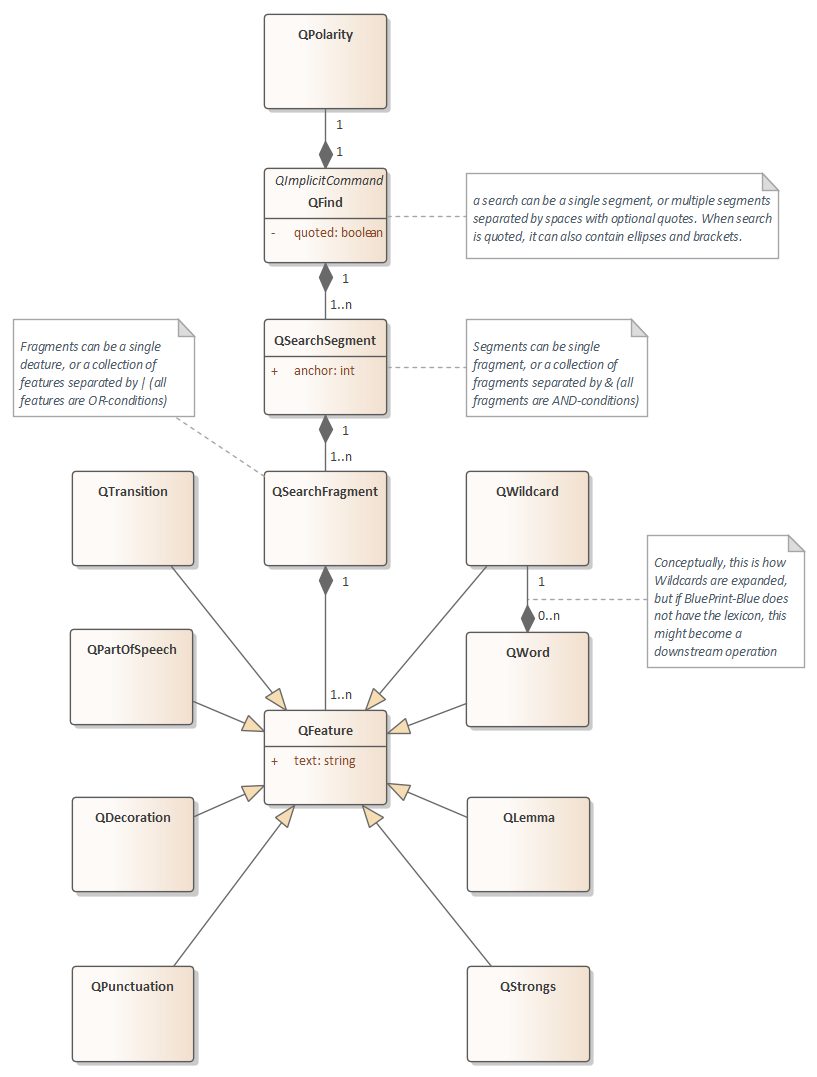 QPolarity
1
1
QImplicitCommand
QFind
- quoted: boolean
a search can be a single segment, or multiple segments
separated by spaces with optional quotes. When search
is quoted, it can also contain ellipses and brackets.
1
1..n
Fragments can be a single
deature, or a collection of
features separated by | (all
features are OR-conditions)
QSearchSegment
+ anchor: int
Segments can be single
fragment, or a collection of
fragments separated by & (all
fragments are AND-conditions)
1
1..n
QTransition
QSearchFragment
QWildcard
1
1
0..n
Conceptually, this is how
Wildcards are expanded,
but if BluePrint-Blue does
not have the lexicon, this
might become a
downstream operation
QPartOfSpeech
QWord
1..n
QFeature
+ text: string
QDecoration
QLemma
QPunctuation
QStrongs